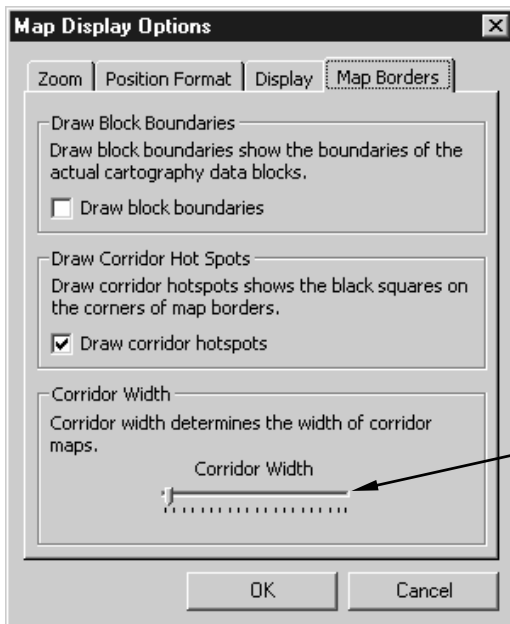 Map Display Options
Zoom Position Format Display Map Borders
Draw Block Boundaries
Draw block boundaries show the boundaries of the
actual cartography data blocks.
Draw block boundaries
Draw Corridor Hot Spots
Draw corridor hotspots shows the black squares on
the corners of map borders.
Draw corridor hotspots
Corridor Width
Corridor width determines the width of corridor
maps.
Corridor Width
OK Cancel